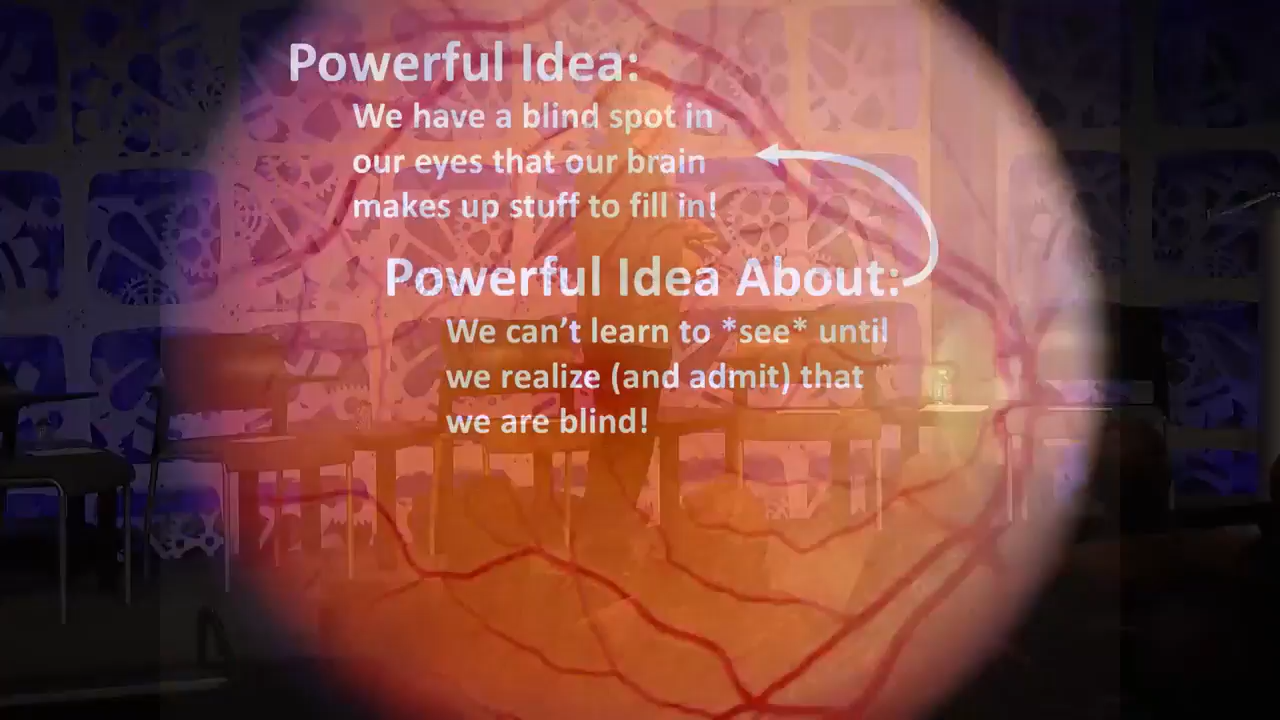 Powerful Idea:
We have a blind spot in
our eyes that our brain
makes up stuff to fill in!
Powerful Idea About:
We can't learn to *see* until
we realize (and admit) that
we are blind!